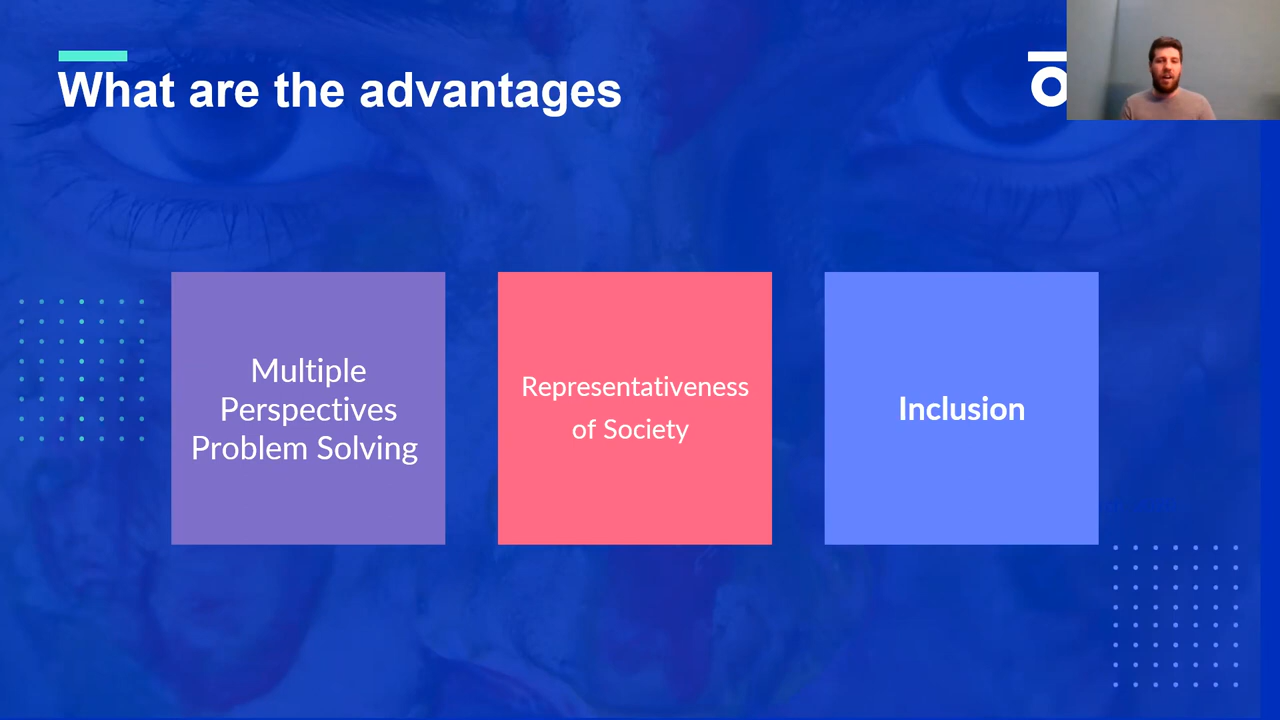 What are the advantages
Multiple
Perspectives
Problem Solving
Representativeness
of Society
Inclusion